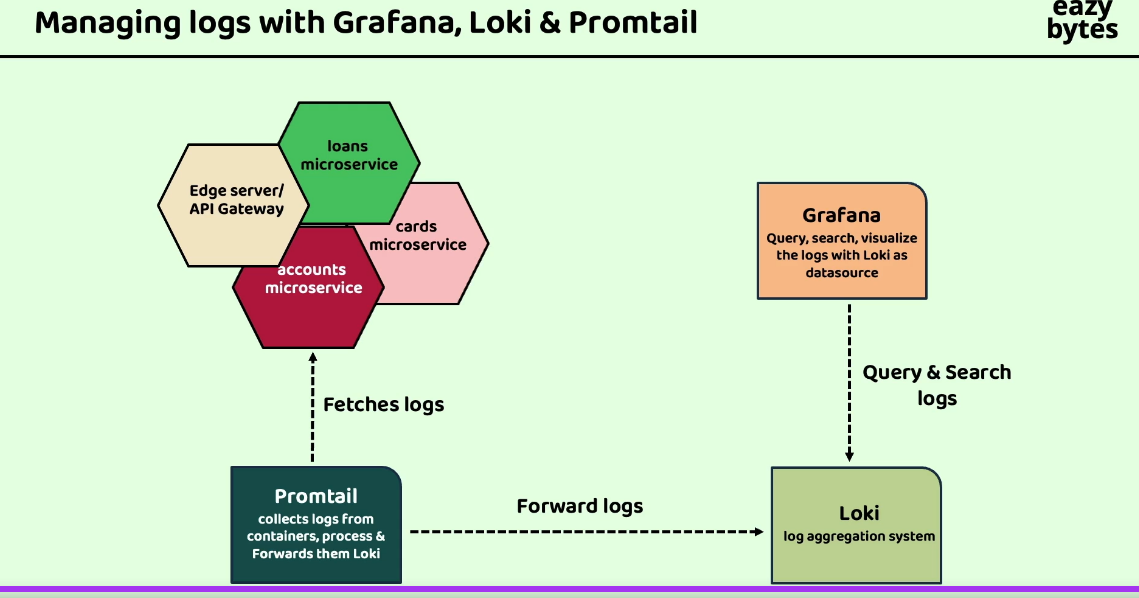 Managing logs with Grafana, Loki & Promtail
eazy
bytes
loans
microservice
Edge server/
API Gateway
cards
microservice
accounts
microservice
Grafana
Query, search, visualize
the logs with Loki as
datasource
Query & Search
logs
Fetches logs
Promtail
collects logs from
containers, process &
Forwards them Loki
Forward logs
Loki
log aggregation system